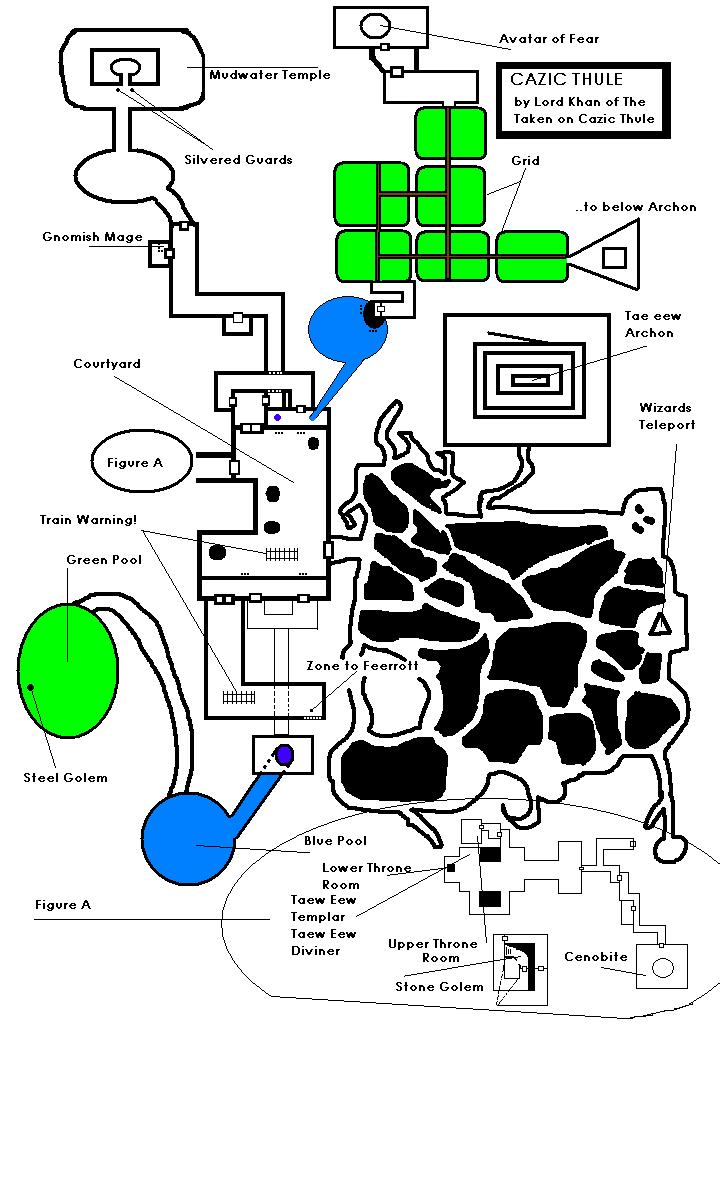 Avatar of Fear
CAZIC THULE
by Lord Khan of The
Taken on Cazic Thule
Mudwater Temple
Silvered Guards
Grid
..to below Archon
Gnomish Mage
Tae eew
Archon
Courtyard
Wizards
Teleport
Figure A
Train Warning!
Green Pool
Zone to Feerrott
Steel Golem
Blue Pool
Lower Throne
Room
Taew Eew
Templar
Taew Eew
Diviner
Figure A
Upper Throne
Room
Cenobite
Stone Golem